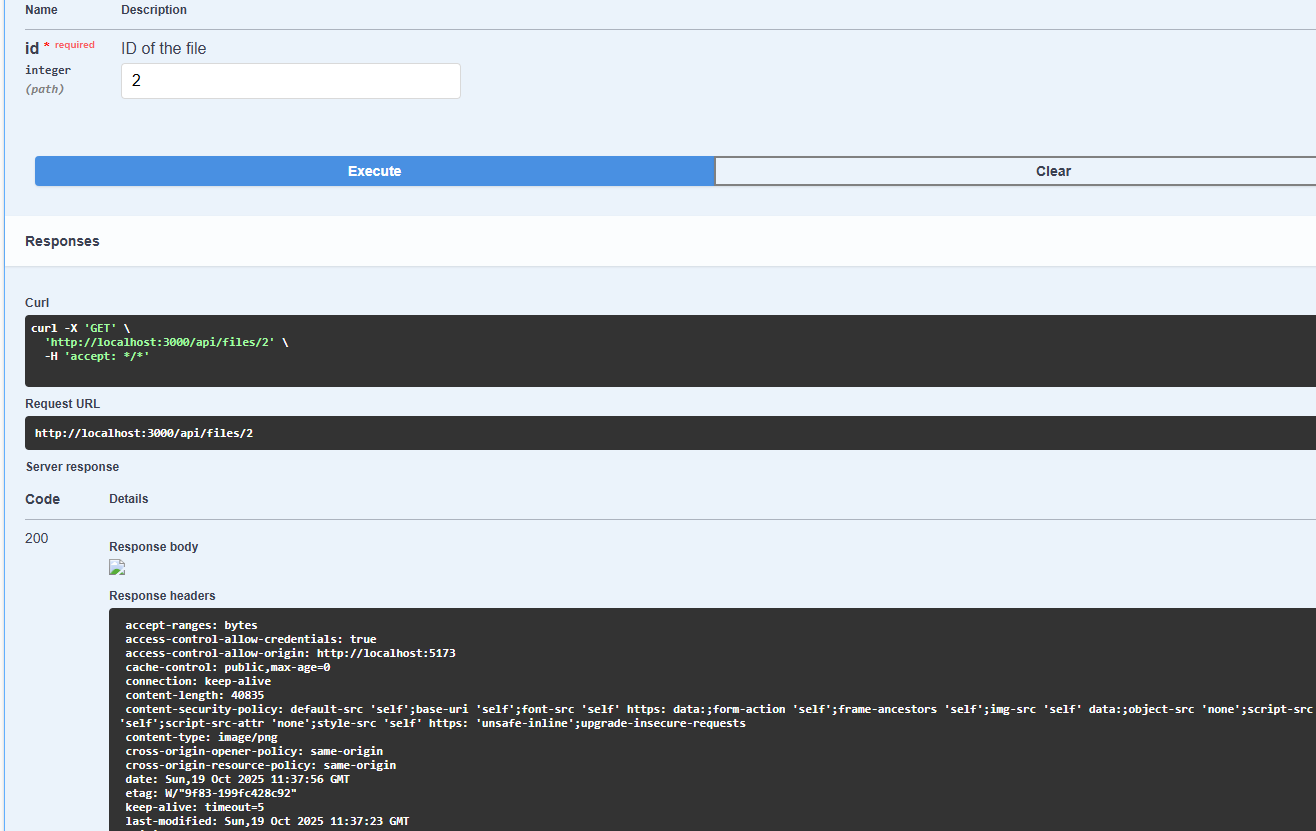 Name Description
id * required ID of the file
integer
(path)
2
Execute Clear
Responses
Curl
curl -X 'GET' \
'http://localhost:3000/api/files/2' \
-H 'accept: */*'
Request URL
http://localhost:3000/api/files/2
Server response
Code Details
200
Response body
Response headers
accept-ranges: bytes
access-control-allow-credentials: true
access-control-allow-origin: http://localhost:5173
cache-control: public,max-age=0
connection: keep-alive
content-length: 40835
content-security-policy: default-src 'self';base-uri 'self';font-src 'self' https: data:;form-action 'self';frame-ancestors 'self';img-src 'self' data:;object-src 'none';script-src
'self';script-src-attr 'none';style-src 'self' https: 'unsafe-inline';upgrade-insecure-requests
content-type: image/png
cross-origin-opener-policy: same-origin
cross-origin-resource-policy: same-origin
date: Sun,19 Oct 2025 11:37:56 GMT
etag: W/"9f83-199fc428c92"
keep-alive: timeout=5
last-modified: Sun,19 Oct 2025 11:37:23 GMT